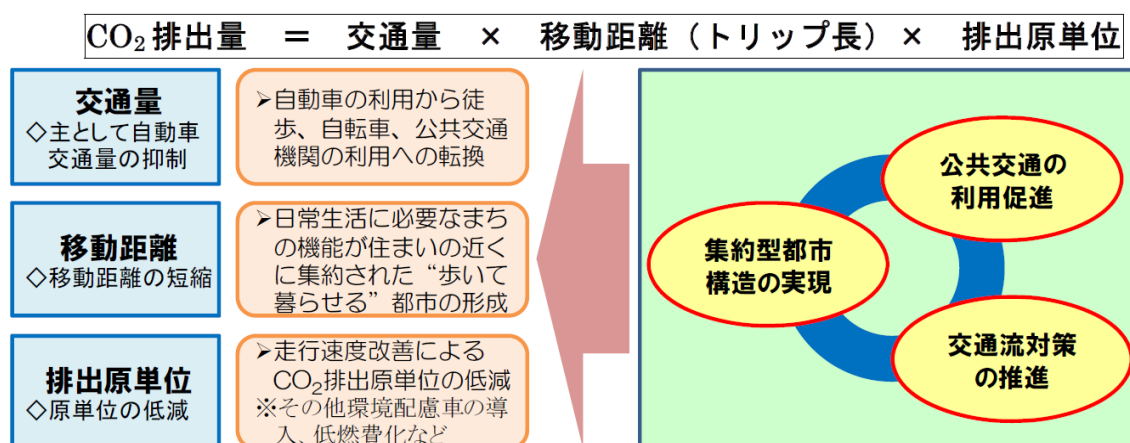 CO₂排出量 ＝ 交通量 × 移動距離（トリップ長）× 排出原単位
交通量
◇主として自動車
交通量の抑制
➢自動車の利用から徒
歩、自転車、公共交通
機関の利用への転換
移動距離
◇移動距離の短縮
➢日常生活に必要なまち
の機能が住まいの近く
に集約された“歩いて
暮らせる”都市の形成
排出原単位
◇原単位の低減
➢走行速度改善による
CO₂排出原単位の低減
※その他環境配慮車の導
入、低燃費化など
公共交通の
利用促進
集約型都市
構造の実現
交通流対策
の推進